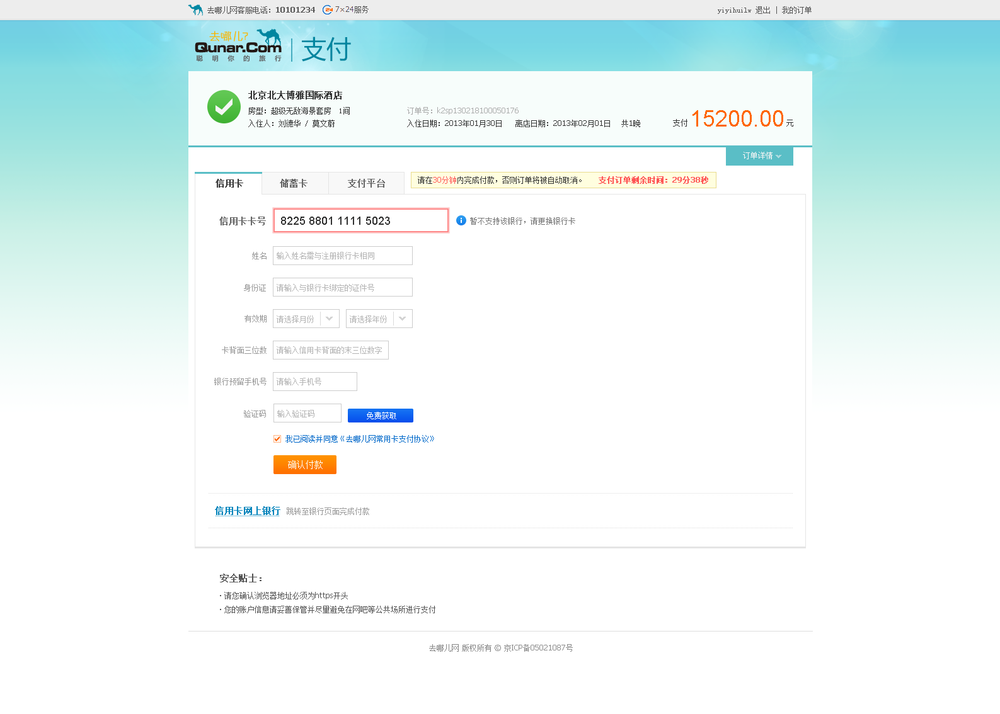 去哪儿网客服电话：10101234 24 7×24服务 yiyihuilw 退出 | 我的订单
去哪儿?
Qunar.Com
聪明你的旅行
支付
北京北大博雅国际酒店
房型：超级无敌海景套房 1间 订单号：k2sp130218100050176
入住人：刘德华 / 莫文蔚 入住日期：2013年01月30日 离店日期：2013年02月01日 共1晚 支付 15200.00 元
订单详情
信用卡 储蓄卡 支付平台 请在30分钟内完成付款，否则订单将被自动取消。 支付订单剩余时间：29分38秒
信用卡卡号 8225 8801 1111 5023 暂不支持该银行，请更换银行卡
姓名 输入姓名需与注册银行卡相同
身份证 请输入与银行卡绑定的证件号
有效期 请选择月份 请选择年份
卡背面三位数 请输入信用卡背面的末三位数字
银行预留手机号 请输入手机号
验证码 输入验证码 免费获取
我已阅读并同意《去哪儿网常用卡支付协议》
确认付款
信用卡网上银行 跳转至银行页面完成付款
安全贴士：
· 请您确认浏览器地址必须为https开头
· 您的账户信息请妥善保管并尽量避免在网吧等公共场所进行支付
去哪儿网 版权所有 © 京ICP备05021087号